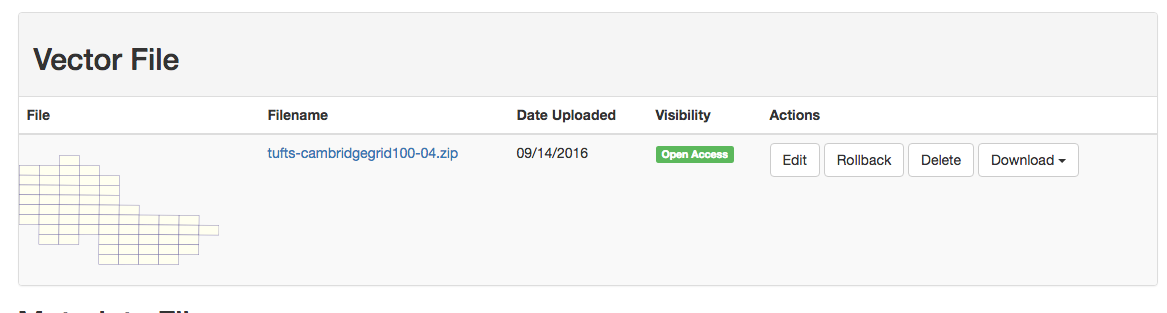 Vector File
File Filename Date Uploaded Visibility Actions
tufts-cambridgegrid100-04.zip 09/14/2016 Open Access Edit Rollback Delete Download